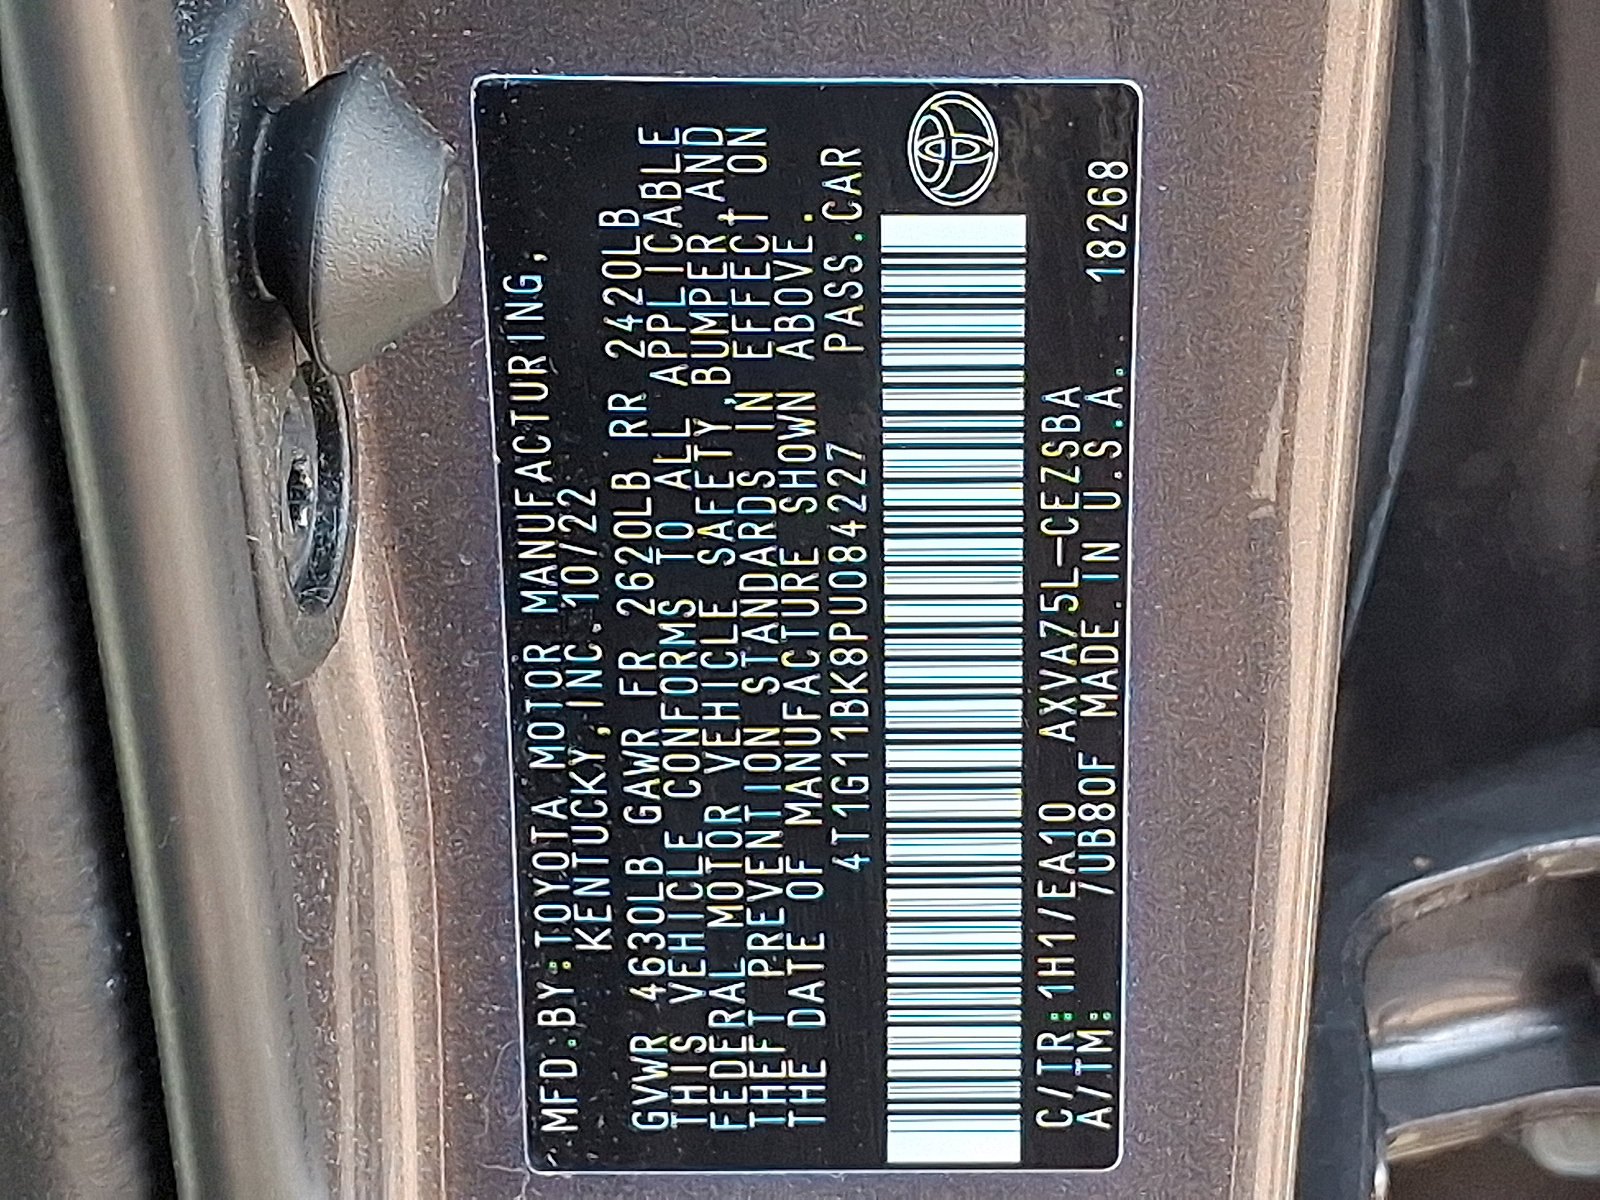 MFD.BY:TOYOTA MOTOR MANUFACTURING,
KENTUCKY,INC.10/22
GVWR 4630LB GAWR FR 2620LB RR 2420LB
THIS VEHICLE CONFORMS TO ALL APPLICABLE
FEDERAL MOTOR VEHICLE SAFETY,BUMPER AND
THEFT PREVENTION STANDARDS IN EFFECT ON
THE DATE OF MANUFACTURE SHOWN ABOVE.
4T1G11BK8PU084227 PASS.CAR
C/TR:1H1/EA10 AXVA75L-CEZSBA
A/TM: /UB80F MADE IN U.S.A. 18268